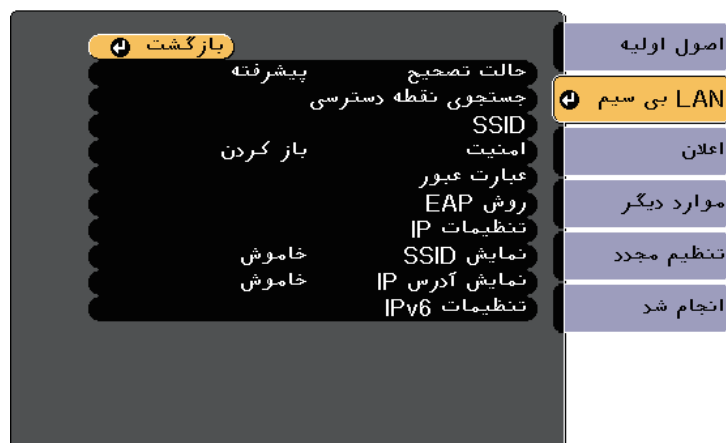 اصول اولیه
LAN بی سیم
اعلان
موارد دیگر
تنظیم مجدد
انجام شد
بازگشت
حالت تصحیح پیشرفته
جستجوی نقطه دسترسی
SSID
امنیت باز کردن
عبارت عبور
روش EAP
تنظیمات IP
نمایش SSID خاموش
نمایش آدرس IP خاموش
تنظیمات IPv6